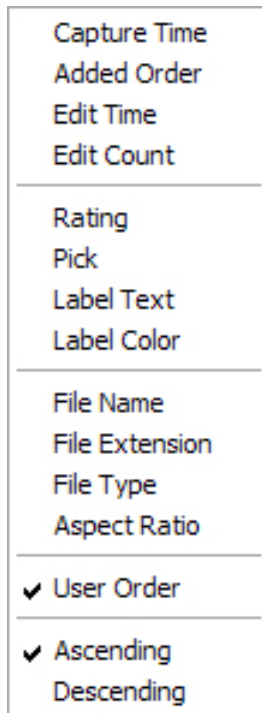 Capture Time
Added Order
Edit Time
Edit Count
Rating
Pick
Label Text
Label Color
File Name
File Extension
File Type
Aspect Ratio
User Order
Ascending
Descending